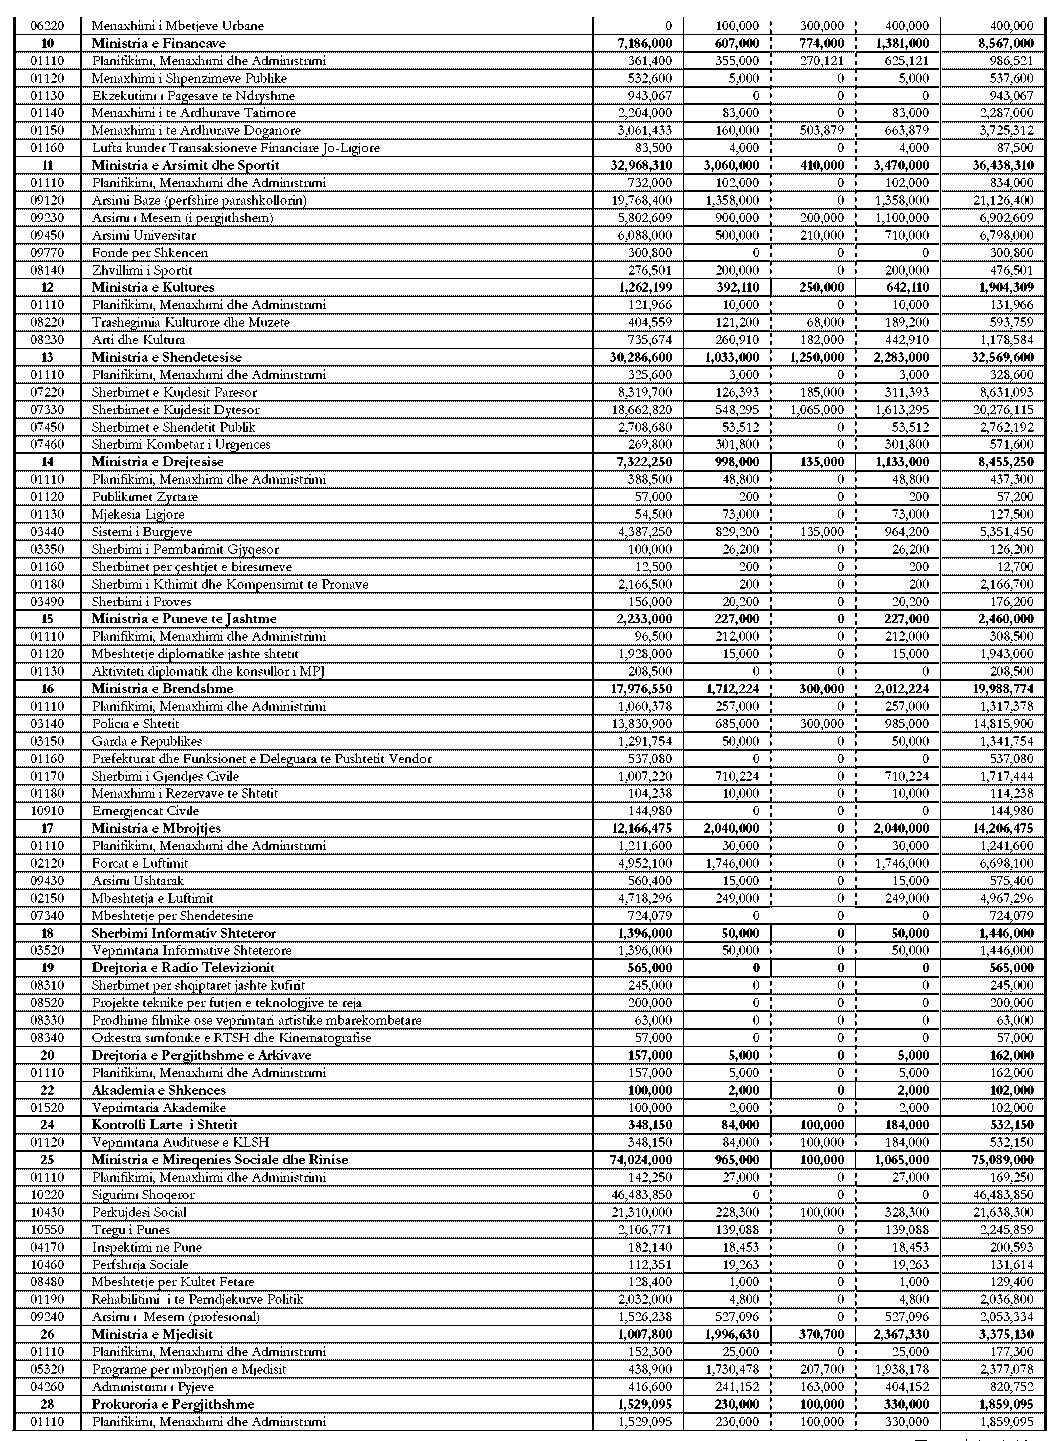 06220 Menaxhimi i Mbetjeve Urbane 0 100,000 300,000 400,000 400,000
10 Ministria e Financave 7,186,000 607,000 774,000 1,381,000 8,567,000
01110 Planifikimi, Menaxhimi dhe Administrimi 361,400 355,000 270,121 625,121 986,521
01120 Menaxhimi i Shpenzimeve Publike 532,600 5,000 0 5,000 537,600
01130 Ekzekutimi i Pagesave te Ndryshme 943,067 0 0 0 943,067
01140 Menaxhimi i te Ardhurave Tatimore 2,204,000 83,000 0 83,000 2,287,000
01150 Menaxhimi i te Ardhurave Doganore 3,061,433 160,000 503,879 663,879 3,725,312
01160 Lufta kunder Transaksioneve Financiare Jo-Ligjore 83,500 4,000 0 4,000 87,500
11 Ministria e Arsimit dhe Sportit 32,968,310 3,060,000 410,000 3,470,000 36,438,310
01110 Planifikimi, Menaxhimi dhe Administrimi 732,000 102,000 0 102,000 834,000
09120 Arsimi Baze (perfshire parashkollorin) 19,768,400 1,358,000 0 1,358,000 21,126,400
09230 Arsimi i Mesem (i pergjithshem) 5,802,609 900,000 200,000 1,100,000 6,902,609
09450 Arsimi Universitar 6,088,000 500,000 210,000 710,000 6,798,000
09770 Fonde per Shkencen 300,800 0 0 0 300,800
08140 Zhvillimi i Sportit 276,501 200,000 0 200,000 476,501
12 Ministria e Kultures 1,262,199 392,110 250,000 642,110 1,904,309
01110 Planifikimi, Menaxhimi dhe Administrimi 121,966 10,000 0 10,000 131,966
08220 Trashegimia Kulturore dhe Muzete 404,559 121,200 68,000 189,200 593,759
08230 Arti dhe Kultura 735,674 260,910 182,000 442,910 1,178,584
13 Ministria e Shendetesise 30,286,600 1,033,000 1,250,000 2,283,000 32,569,600
01110 Planifikimi, Menaxhimi dhe Administrimi 325,600 3,000 0 3,000 328,600
07220 Sherbimet e Kujdesit Paresor 8,319,700 126,393 185,000 311,393 8,631,093
07330 Sherbimet e Kujdesit Dytesor 18,662,820 548,295 1,065,000 1,613,295 20,276,115
07450 Sherbimet e Shendetit Publik 2,708,680 53,512 0 53,512 2,762,192
07460 Sherbimi Kombetar i Urgjences 269,800 301,800 0 301,800 571,600
14 Ministria e Drejtesise 7,322,250 998,000 135,000 1,133,000 8,455,250
01110 Planifikimi, Menaxhimi dhe Administrimi 388,500 48,800 0 48,800 437,300
01120 Publikimet Zyrtare 57,000 200 0 200 57,200
01130 Mjekesia Ligjore 54,500 73,000 0 73,000 127,500
03440 Sistemi i Burgjeve 4,387,250 829,200 135,000 964,200 5,351,450
03350 Sherbimi i Permbarimit Gjyqesor 100,000 26,200 0 26,200 126,200
01160 Sherbimet per çeshtjet e biresimeve 12,500 200 0 200 12,700
01180 Sherbimi i Kthimit dhe Kompensimit te Pronave 2,166,500 200 0 200 2,166,700
03490 Sherbimi i Proves 156,000 20,200 0 20,200 176,200
15 Ministria e Puneve te Jashtme 2,233,000 227,000 0 227,000 2,460,000
01110 Planifikimi, Menaxhimi dhe Administrimi 96,500 212,000 0 212,000 308,500
01120 Mbeshtetje diplomatike jashte shtetit 1,928,000 15,000 0 15,000 1,943,000
01130 Aktiviteti diplomatik dhe konsullor i MPJ 208,500 0 0 0 208,500
16 Ministria e Brendshme 17,976,550 1,712,224 300,000 2,012,224 19,988,774
01110 Planifikimi, Menaxhimi dhe Administrimi 1,060,378 257,000 0 257,000 1,317,378
03140 Policia e Shtetit 13,830,900 685,000 300,000 985,000 14,815,900
03150 Garda e Republikes 1,291,754 50,000 0 50,000 1,341,754
01160 Prefekturat dhe Funksionet e Deleguara te Pushtetit Vendor 537,080 0 0 0 537,080
01170 Sherbimi i Gjendjes Civile 1,007,220 710,224 0 710,224 1,717,444
01180 Menaxhimi i Rezervave te Shtetit 104,238 10,000 0 10,000 114,238
10910 Emergjencat Civile 144,980 0 0 0 144,980
17 Ministria e Mbrojtjes 12,166,475 2,040,000 0 2,040,000 14,206,475
01110 Planifikimi, Menaxhimi dhe Administrimi 1,211,600 30,000 0 30,000 1,241,600
02120 Forcat e Luftimit 4,952,100 1,746,000 0 1,746,000 6,698,100
09430 Arsimi Ushtarak 560,400 15,000 0 15,000 575,400
02150 Mbeshtetja e Luftimit 4,718,296 249,000 0 249,000 4,967,296
07340 Mbeshtetje per Shendetesine 724,079 0 0 0 724,079
18 Sherbimi Informativ Shteteror 1,396,000 50,000 0 50,000 1,446,000
03520 Veprimtaria Informative Shteterore 1,396,000 50,000 0 50,000 1,446,000
19 Drejtoria e Radio Televizionit 565,000 0 0 0 565,000
08310 Sherbimet per shqiptaret jashte kufirit 245,000 0 0 0 245,000
08520 Projekte teknike per futjen e teknologjive te reja 200,000 0 0 0 200,000
08330 Prodhime filmike ose veprimtari artistike mbarekombetare 63,000 0 0 0 63,000
08340 Orkestra simfonike e RTSH dhe Kinematografise 57,000 0 0 0 57,000
20 Drejtoria e Pergjithshme e Arkivave 157,000 5,000 0 5,000 162,000
01110 Planifikimi, Menaxhimi dhe Administrimi 157,000 5,000 0 5,000 162,000
22 Akademia e Shkences 100,000 2,000 0 2,000 102,000
01520 Veprimtaria Akademike 100,000 2,000 0 2,000 102,000
24 Kontrolli Larte i Shtetit 348,150 84,000 100,000 184,000 532,150
01120 Veprimtaria Audituese e KLSH 348,150 84,000 100,000 184,000 532,150
25 Ministria e Mireqenies Sociale dhe Rinise 74,024,000 965,000 100,000 1,065,000 75,089,000
01110 Planifikimi, Menaxhimi dhe Administrimi 142,250 27,000 0 27,000 169,250
10220 Sigurimi Shoqeror 46,483,850 0 0 0 46,483,850
10430 Perkujdesi Social 21,310,000 228,300 100,000 328,300 21,638,300
10550 Tregu i Punes 2,106,771 139,088 0 139,088 2,245,859
04170 Inspektimi ne Pune 182,140 18,453 0 18,453 200,593
10460 Perfshirja Sociale 112,351 19,263 0 19,263 131,614
08480 Mbeshtetje per Kultet Fetare 128,400 1,000 0 1,000 129,400
01190 Rehabilitimi i te Perndjekurve Politik 2,032,000 4,800 0 4,800 2,036,800
09240 Arsimi i Mesem (profesional) 1,526,238 527,096 0 527,096 2,053,334
26 Ministria e Mjedisit 1,007,800 1,996,630 370,700 2,367,330 3,375,130
01110 Planifikimi, Menaxhimi dhe Administrimi 152,300 25,000 0 25,000 177,300
05320 Programe per mbrojtjen e Mjedisit 438,900 1,730,478 207,700 1,938,178 2,377,078
04260 Administrimi i Pyjeve 416,600 241,152 163,000 404,152 820,752
28 Prokuroria e Pergjithshme 1,529,095 230,000 100,000 330,000 1,859,095
01110 Planifikimi, Menaxhimi dhe Administrimi 1,529,095 230,000 100,000 330,000 1,859,095